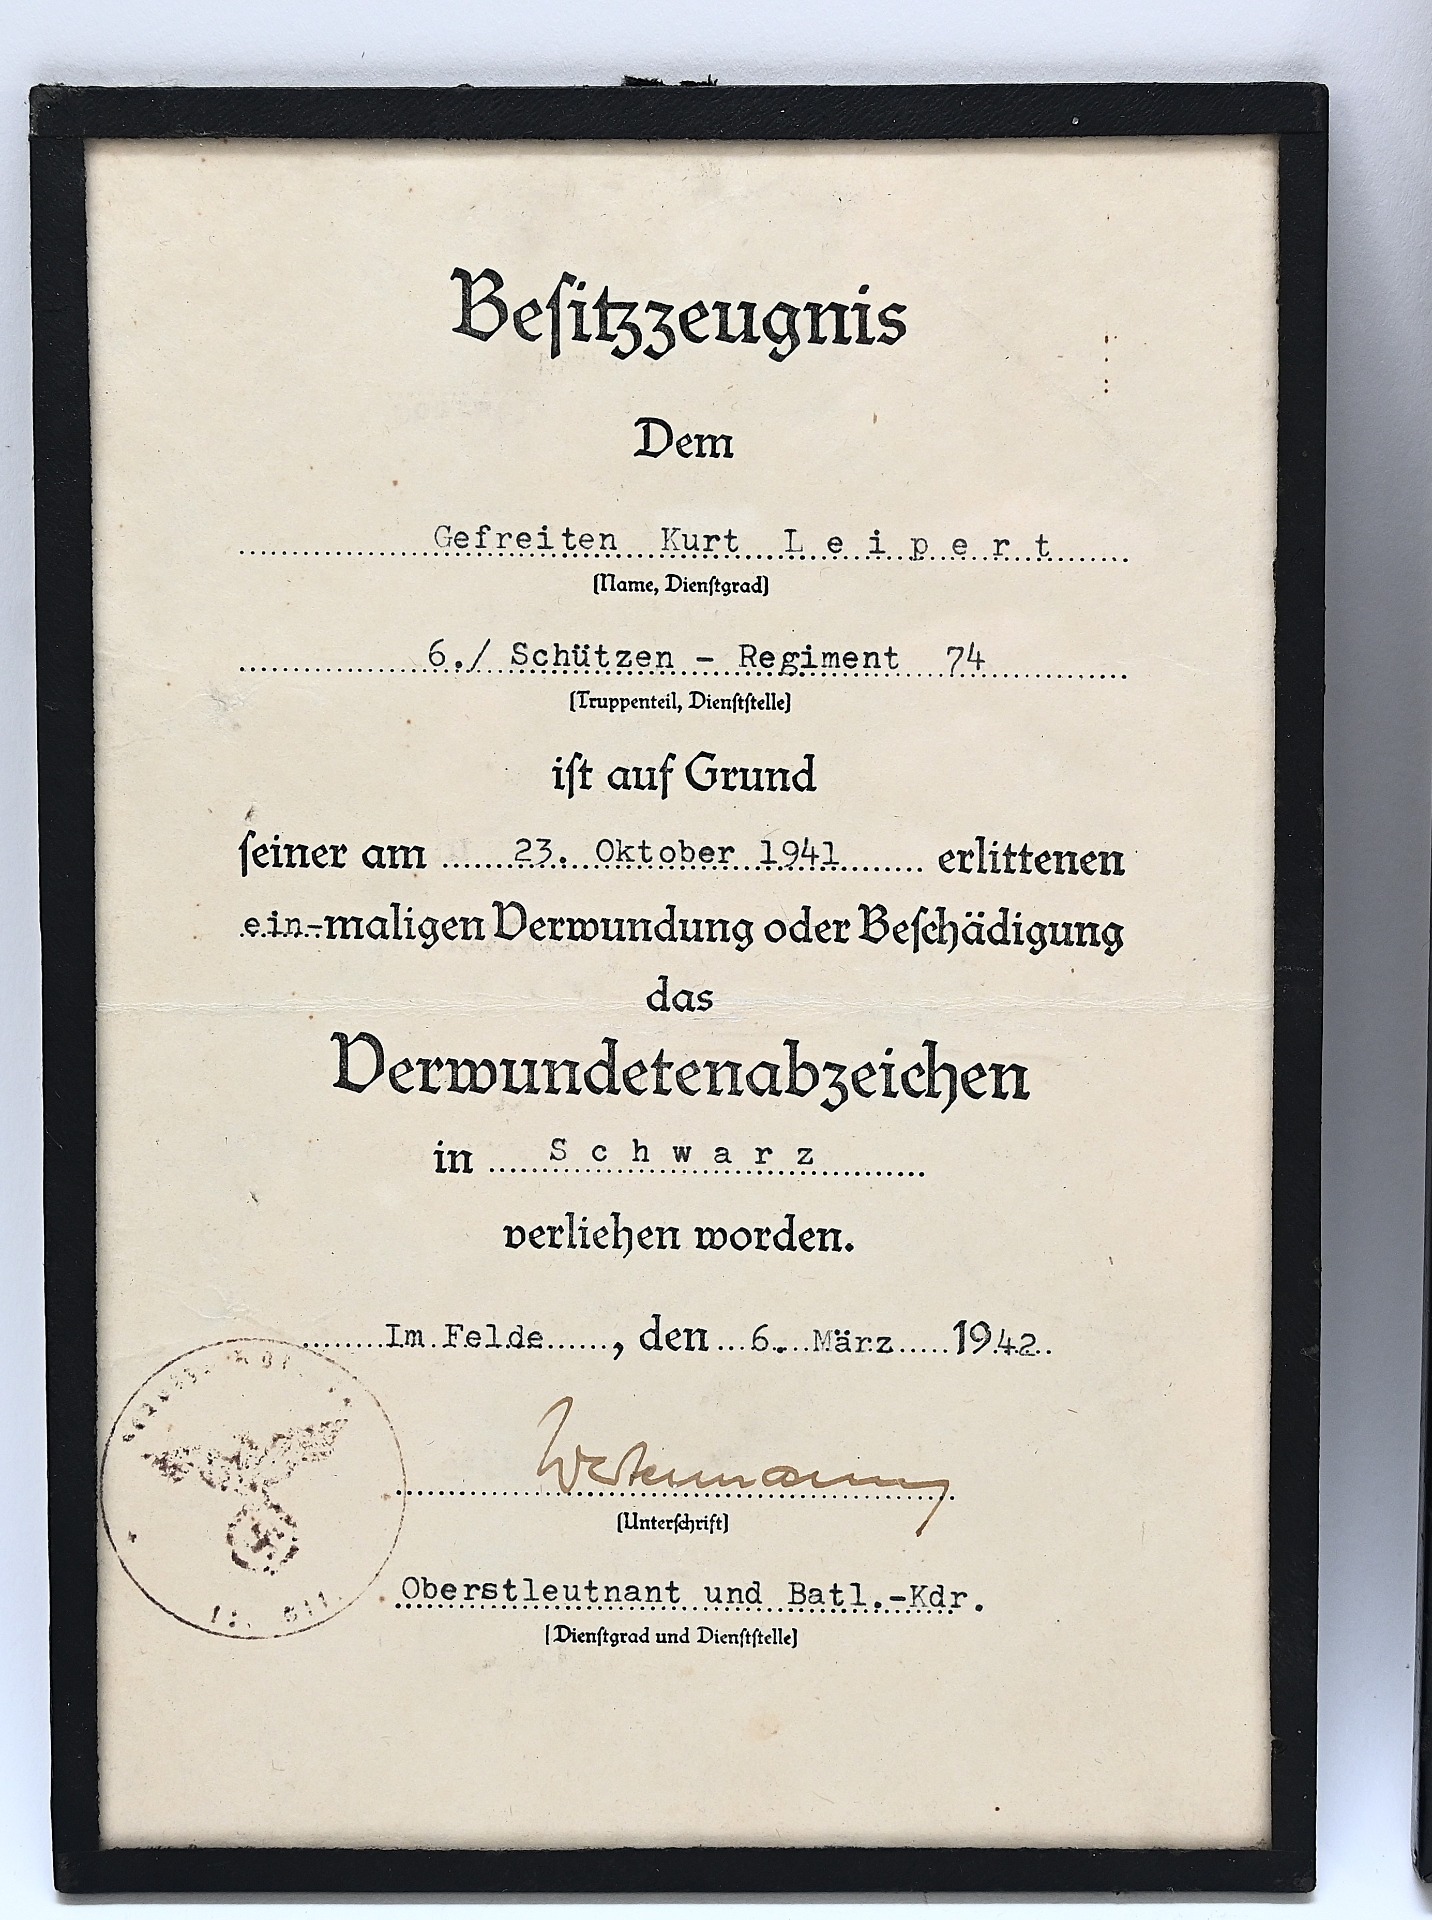 Besitzzeugnis
Dem
Gefreiten Kurt Leipert
(Name, Dienstgrad)
6./ Schützen - Regiment 74
(Truppenteil, Dienststelle)
ist auf Grund
seiner am 23. Oktober 1941 erlittenen
ein-maligen Verwundung oder Beschädigung
das
Verwundetenabzeichen
in Schwarz
verliehen worden.
Im Felde, den 6. März 1942.
(Unterschrift)
Oberstleutnant und Batl.-Kdr.
(Dienstgrad und Dienststelle)